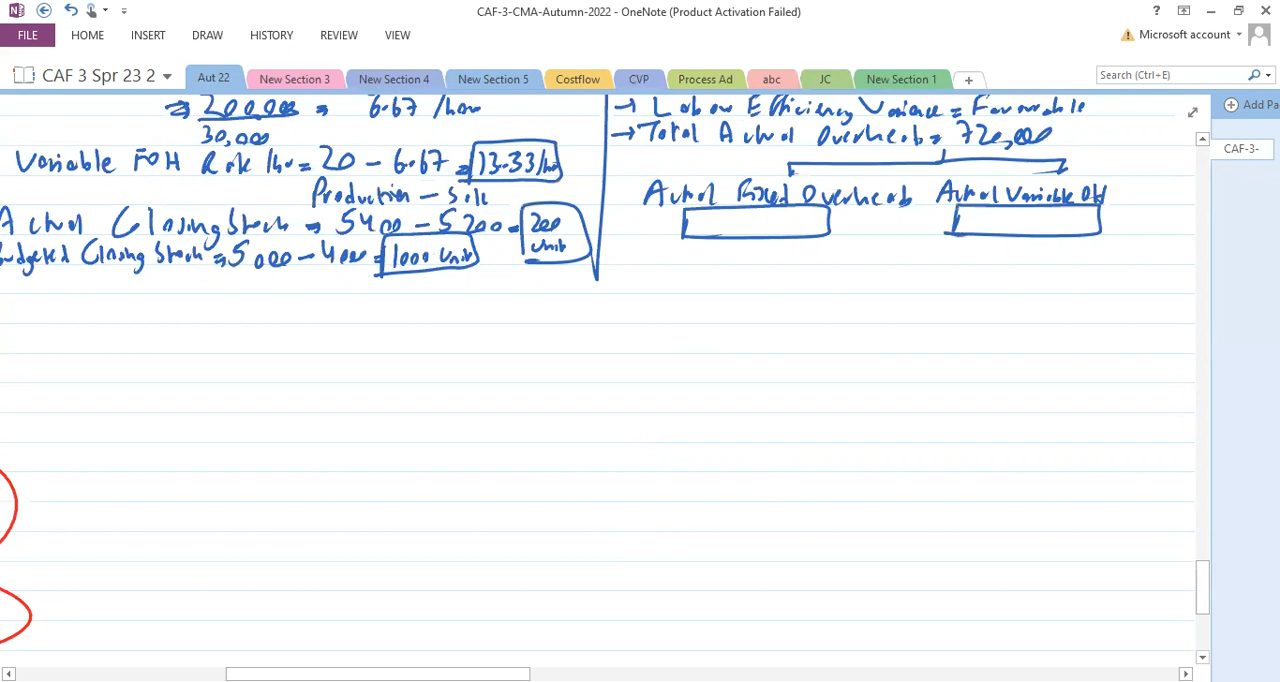 CAF-3-CMA-Autumn-2022 - OneNote (Product Activation Failed)
FILE HOME INSERT DRAW HISTORY REVIEW VIEW
Microsoft account
CAF 3 Spr 23 2
Aut 22 New Section 3 New Section 4 New Section 5 Costflow CVP Process Ad abc JC New Section 1
Search (Ctrl+E)
Add Pa
CAF-3-
⇒ 200,000 = 6.67 /hour
30,000
Variable FOH Rate /hr = 20 - 6.67 = 13.33/hr
Production - Sale
Actual Closing Stock = 5400 - 5200 = 200 unit
Budgeted Closing Stock = 5000 - 4000 = 1000 Unit
→ Labour Efficiency Variance = Favourable
→ Total Actual Overhead = 720,000
Actual Fixed Overhead Actual Variable OH